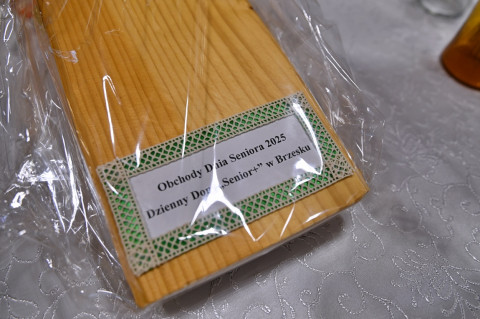 Obchody Dnia Seniora 2025
Dzienny Dom „Senior+” w Brzesku